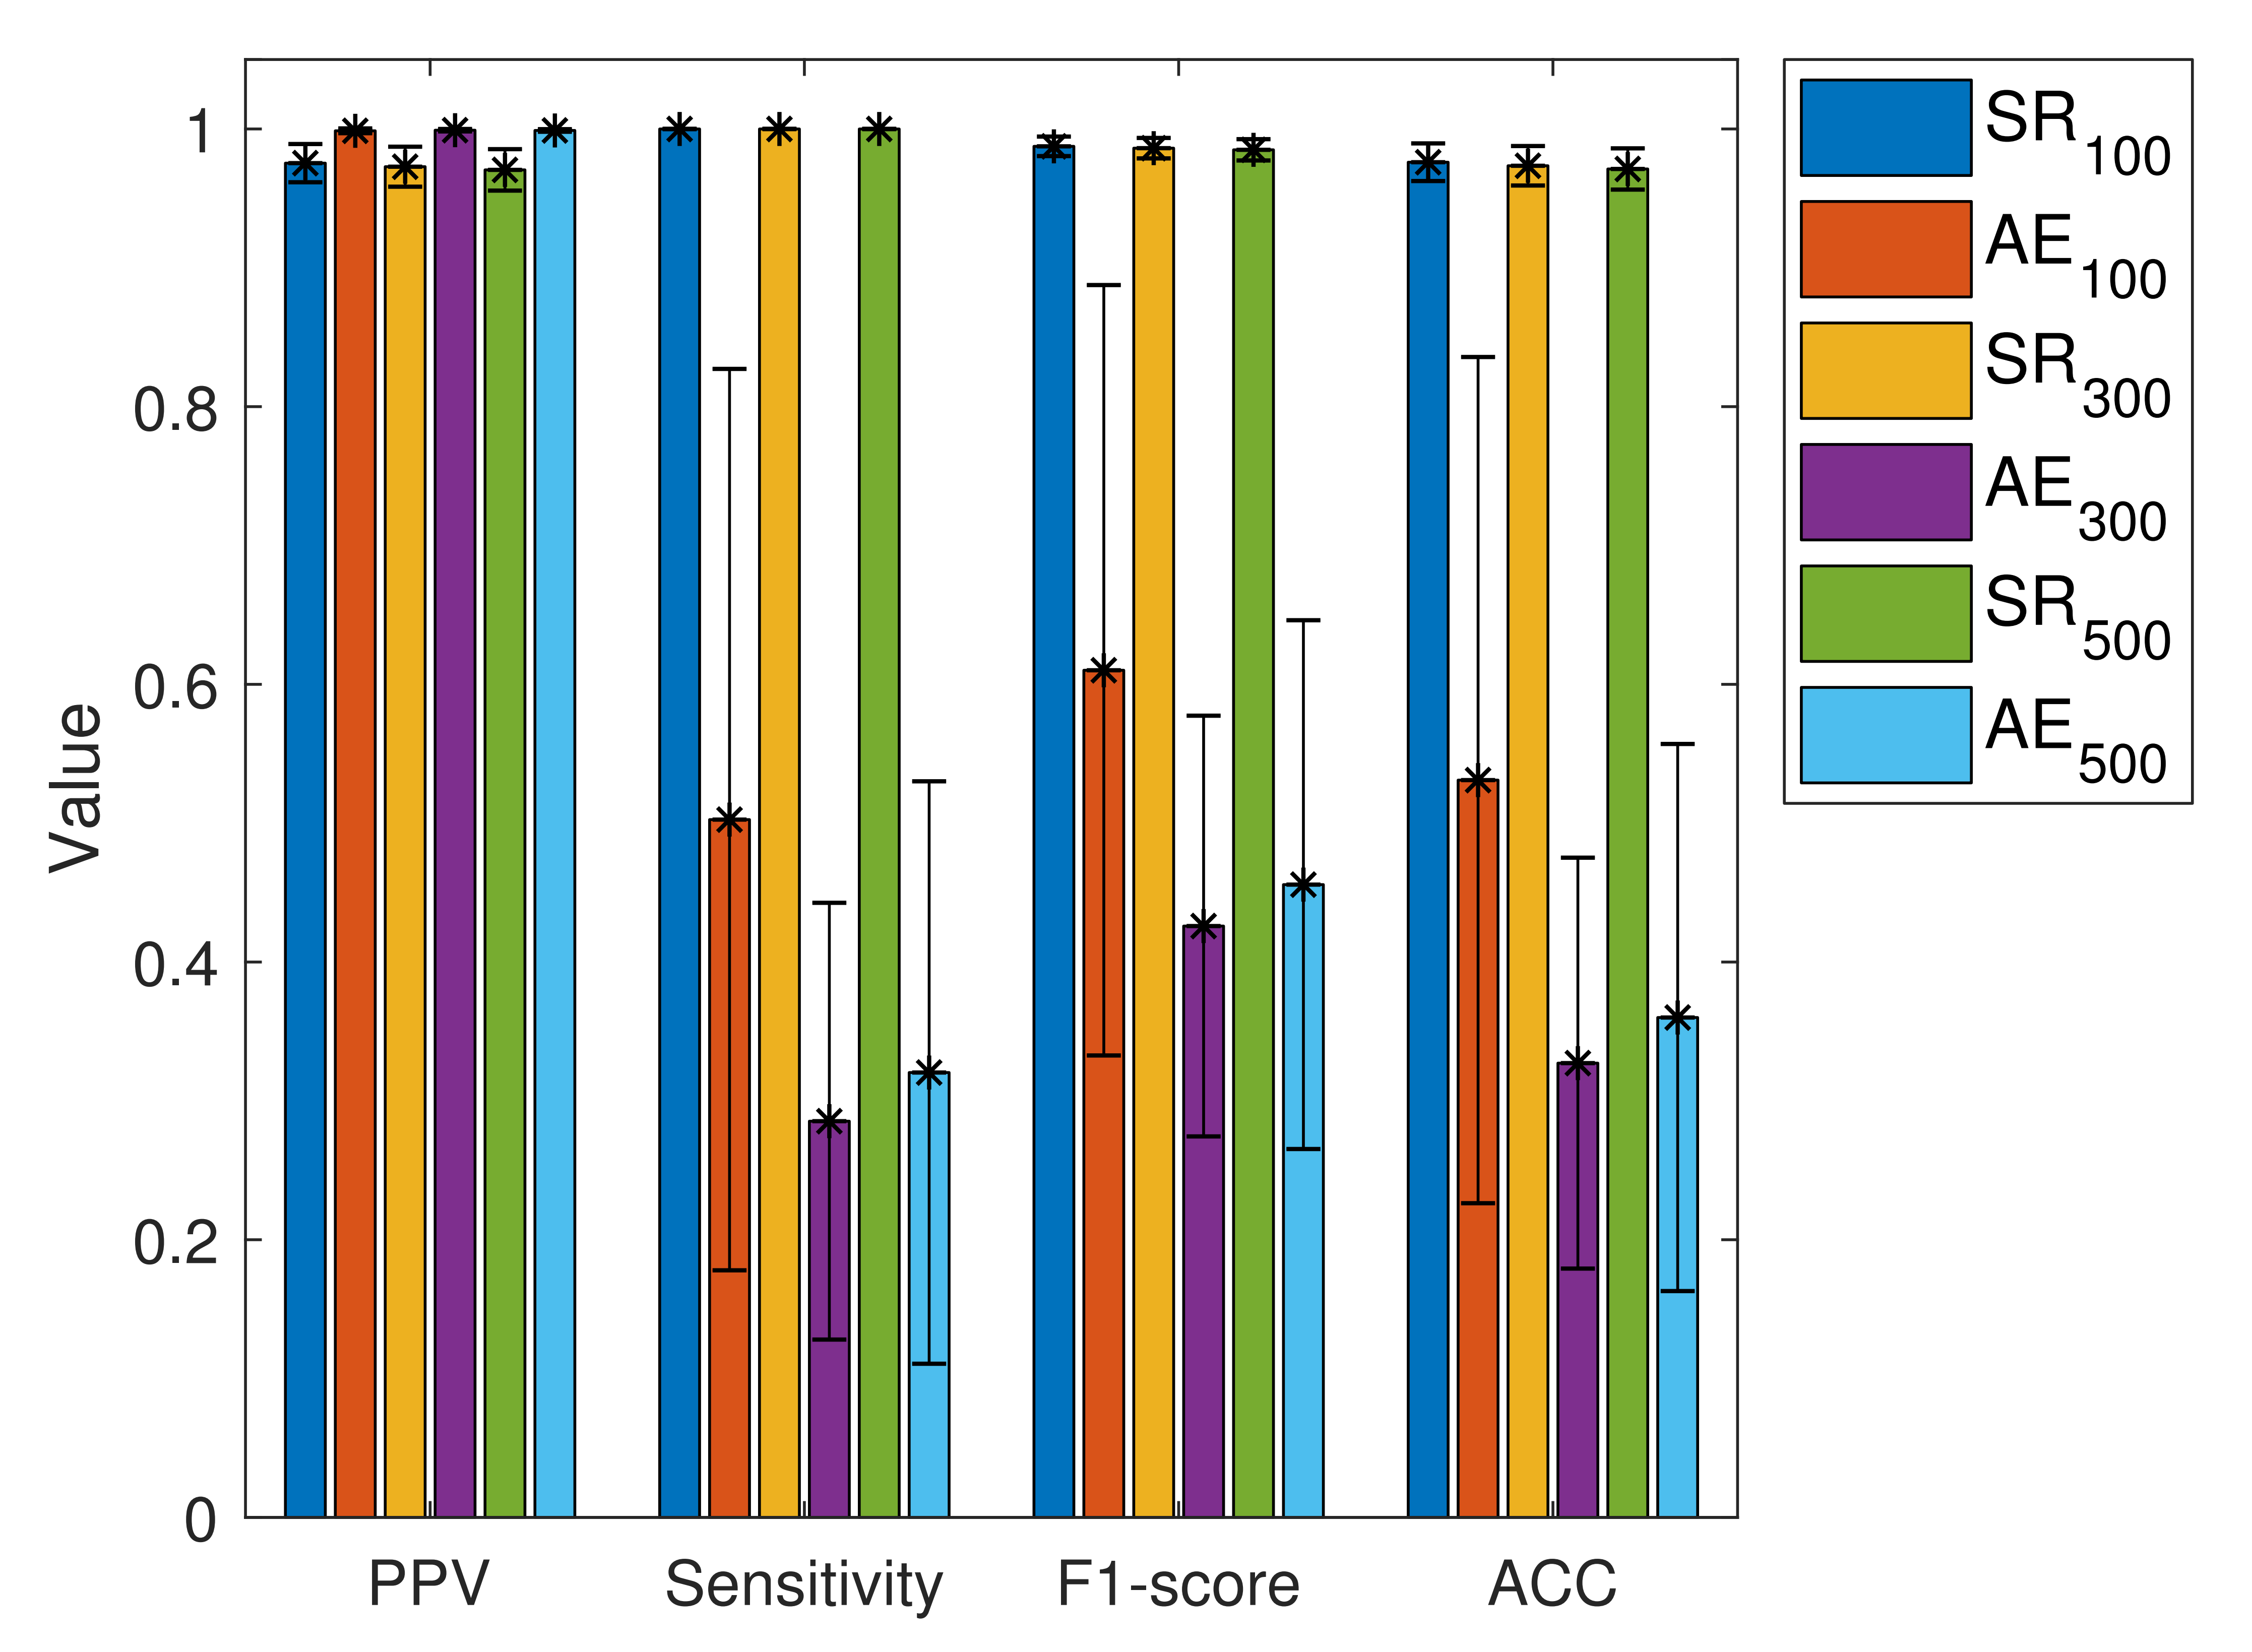 Value
1
0.8
0.6
0.4
0.2
0
PPV Sensitivity F1-score ACC
SR100
AE100
SR300
AE300
SR500
AE500